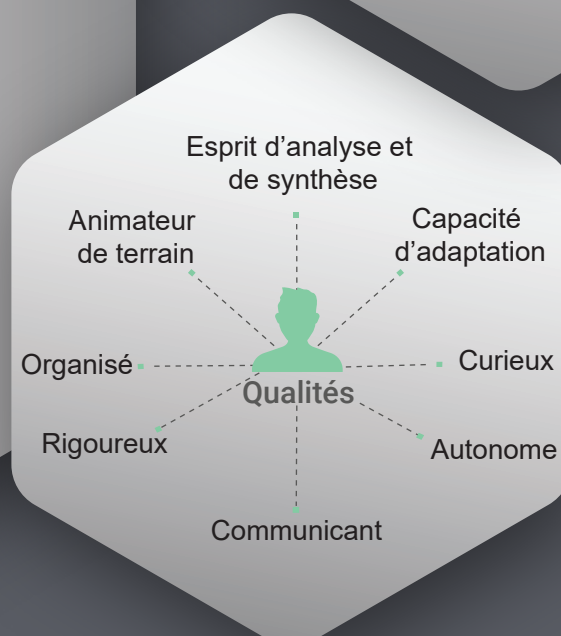 Esprit d’analyse et
de synthèse
Animateur
de terrain
Capacité
d’adaptation
Organisé
Curieux
Qualités
Rigoureux
Autonome
Communicant